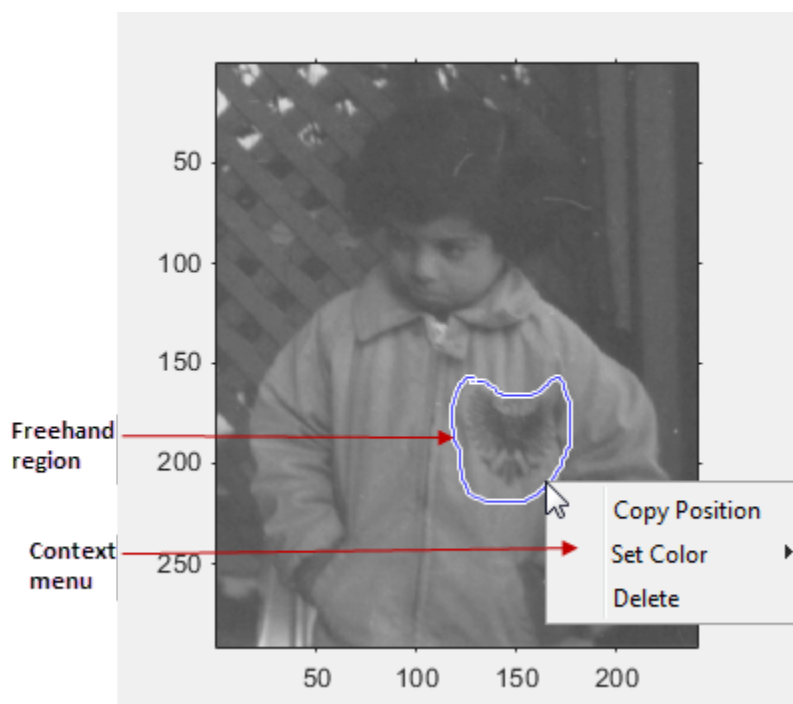 50
100
150
200
250
Freehand
region
Context
menu
Copy Position
Set Color
Delete
50
100
150
200